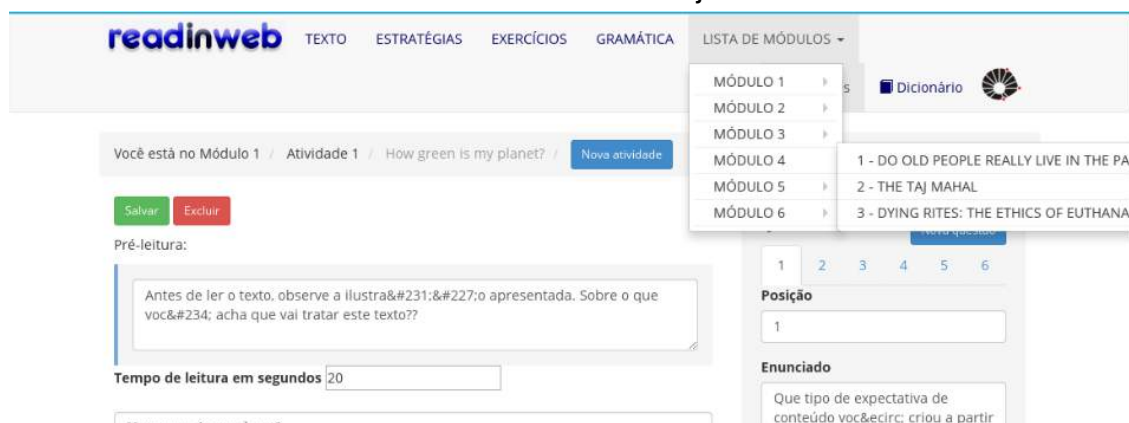 readinweb TEXTO ESTRATÉGIAS EXERCÍCIOS GRAMÁTICA LISTA DE MÓDULOS
Dicionário
MÓDULO 1
MÓDULO 2
MÓDULO 3
MÓDULO 4
MÓDULO 5
MÓDULO 6
1 - DO OLD PEOPLE REALLY LIVE IN THE PA
2 - THE TAJ MAHAL
3 - DYING RITES: THE ETHICS OF EUTHANA
Você está no Módulo 1 / Atividade 1 / How green is my planet? / Nova atividade
Salvar Excluir
Pré-leitura:
Antes de ler o texto, observe a ilustra&#231;&#227;o apresentada. Sobre o que
voc&#234; acha que vai tratar este texto??
Tempo de leitura em segundos 20
Nova questão
1 2 3 4 5 6
Posição
1
Enunciado
Que tipo de expectativa de
conteúdo voc&ecirc; criou a partir